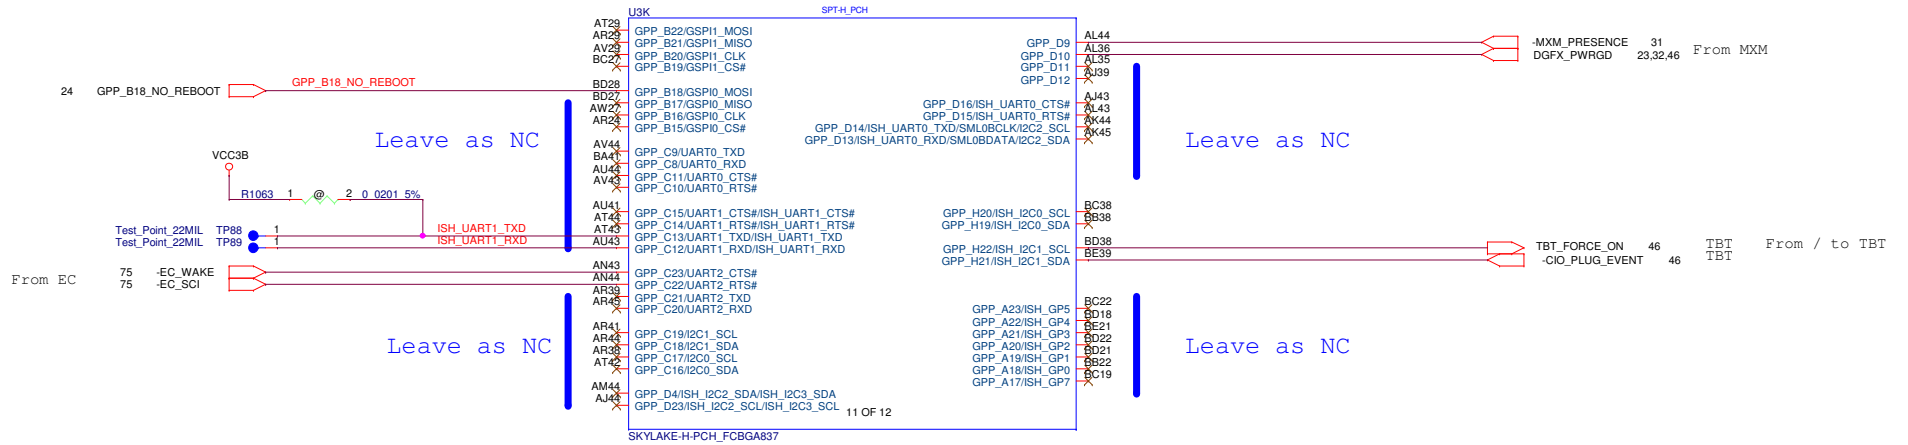 U3K
SPT-H_PCH
AT29 GPP_B22/GSPI1_MOSI
AR29 GPP_B21/GSPI1_MISO
AV29 GPP_B20/GSPI1_CLK
BC27 GPP_B19/GSPI1_CS#
24 GPP_B18_NO_REBOOT GPP_B18_NO_REBOOT BD28 GPP_B18/GSPI0_MOSI
BD27 GPP_B17/GSPI0_MISO
AW27 GPP_B16/GSPI0_CLK
AR24 GPP_B15/GSPI0_CS#
Leave as NC
AV44 GPP_C9/UART0_TXD
BA41 GPP_C8/UART0_RXD
AU44 GPP_C11/UART0_CTS#
AV43 GPP_C10/UART0_RTS#
VCC3B
R1063 1 @ 2 0 0201 5%
AU41 GPP_C15/UART1_CTS#/ISH_UART1_CTS#
AT44 GPP_C14/UART1_RTS#/ISH_UART1_RTS#
Test_Point_22MIL TP88 1 ISH_UART1_TXD AT43 GPP_C13/UART1_TXD/ISH_UART1_TXD
Test_Point_22MIL TP89 1 ISH_UART1_RXD AU43 GPP_C12/UART1_RXD/ISH_UART1_RXD
From EC
75 -EC_WAKE AN43 GPP_C23/UART2_CTS#
75 -EC_SCI AN44 GPP_C22/UART2_RTS#
AR39 GPP_C21/UART2_TXD
AR45 GPP_C20/UART2_RXD
Leave as NC
AR41 GPP_C19/I2C1_SCL
AR44 GPP_C18/I2C1_SDA
AR38 GPP_C17/I2C0_SCL
AT42 GPP_C16/I2C0_SDA
AM44 GPP_D4/ISH_I2C2_SDA/ISH_I2C3_SDA
AJ44 GPP_D23/ISH_I2C2_SCL/ISH_I2C3_SCL
11 OF 12
SKYLAKE-H-PCH_FCBGA837
GPP_D9 AL44 -MXM_PRESENCE 31
GPP_D10 AL36 DGFX_PWRGD 23,32,46
From MXM
GPP_D11 AL35
GPP_D12 AJ39
GPP_D16/ISH_UART0_CTS# AJ43
GPP_D15/ISH_UART0_RTS# AL43
GPP_D14/ISH_UART0_TXD/SML0BCLK/I2C2_SCL AK44
GPP_D13/ISH_UART0_RXD/SML0BDATA/I2C2_SDA AK45
Leave as NC
GPP_H20/ISH_I2C0_SCL BC38
GPP_H19/ISH_I2C0_SDA BB38
GPP_H22/ISH_I2C1_SCL BD38 TBT_FORCE_ON 46 TBT
GPP_H21/ISH_I2C1_SDA BE39 -CIO_PLUG_EVENT 46 TBT
From / to TBT
GPP_A23/ISH_GP5 BC22
GPP_A22/ISH_GP4 BD18
GPP_A21/ISH_GP3 BE21
GPP_A20/ISH_GP2 BD22
GPP_A19/ISH_GP1 BD21
GPP_A18/ISH_GP0 BB22
GPP_A17/ISH_GP7 BC19
Leave as NC